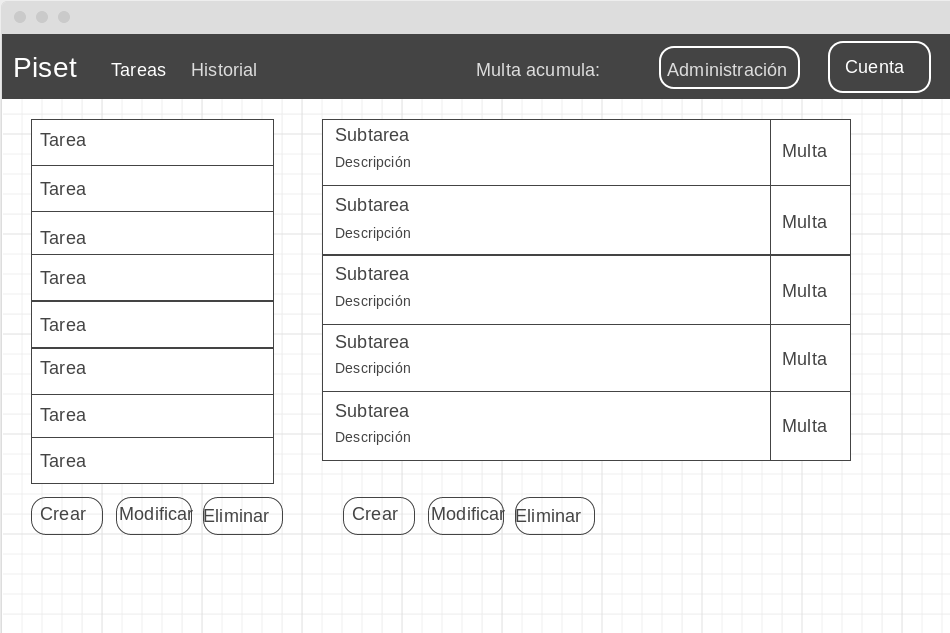 Piset
Tareas
Historial
Multa acumula:
Administración
Cuenta
Tarea
Tarea
Tarea
Tarea
Tarea
Tarea
Tarea
Tarea
Crear
Modificar
Eliminar
Subtarea
Descripción
Multa
Subtarea
Descripción
Multa
Subtarea
Descripción
Multa
Subtarea
Descripción
Multa
Subtarea
Descripción
Multa
Crear
Modificar
Eliminar